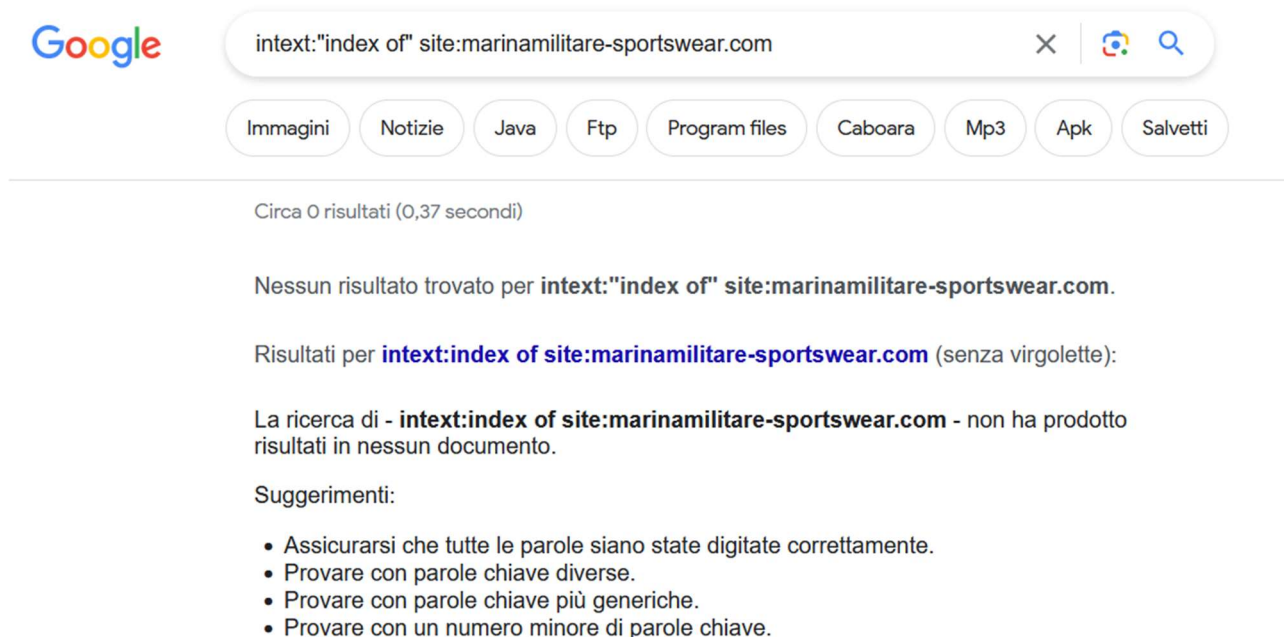 Google
intext:"index of" site:marinamilitare-sportswear.com
Immagini
Notizie
Java
Ftp
Program files
Caboara
Mp3
Apk
Salvetti
Circa 0 risultati (0,37 secondi)
Nessun risultato trovato per intext:"index of" site:marinamilitare-sportswear.com.
Risultati per intext:index of site:marinamilitare-sportswear.com (senza virgolette):
La ricerca di - intext:index of site:marinamilitare-sportswear.com - non ha prodotto
risultati in nessun documento.
Suggerimenti:
• Assicurarsi che tutte le parole siano state digitate correttamente.
• Provare con parole chiave diverse.
• Provare con parole chiave più generiche.
• Provare con un numero minore di parole chiave.